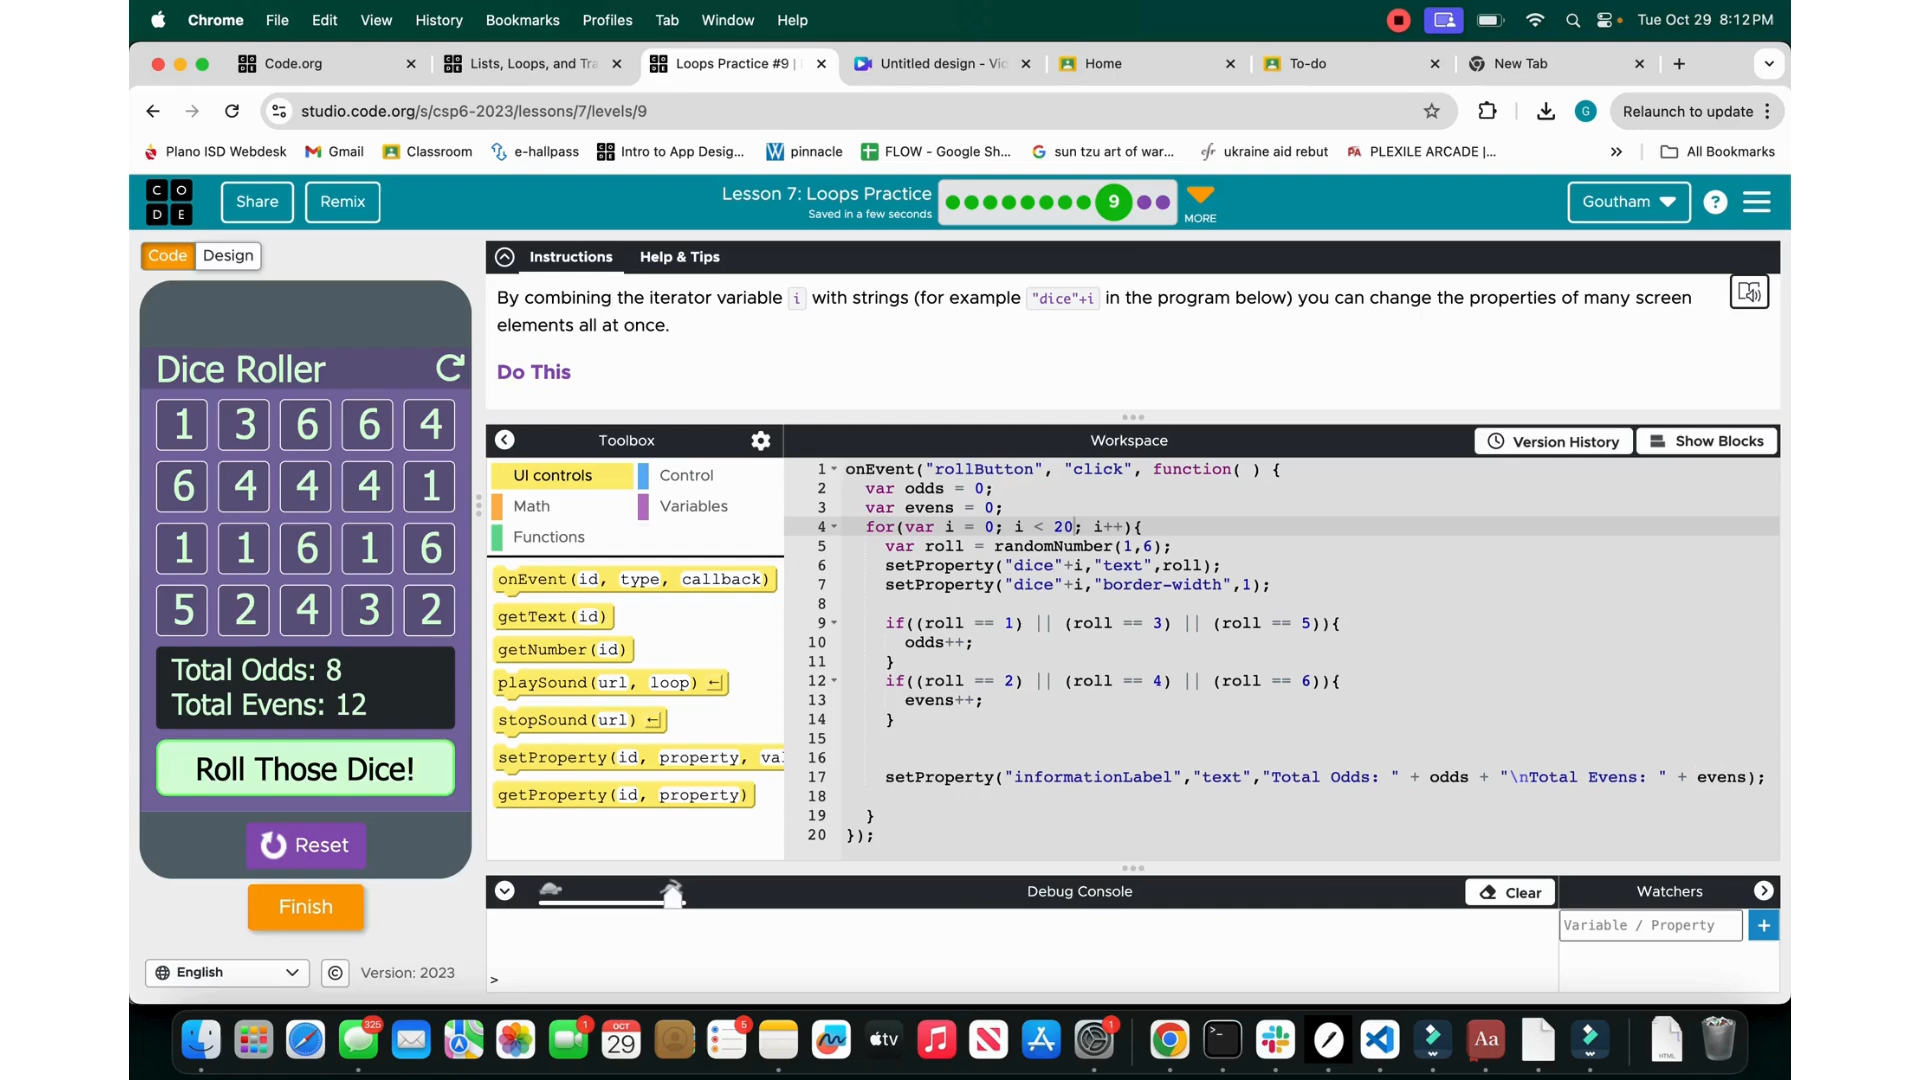 Chrome File Edit View History Bookmarks Profiles Tab Window Help Tue Oct 29 8:12 PM
Code.org Lists, Loops, and Tra Loops Practice #9 | Untitled design - Vi Home To-do New Tab
studio.code.org/s/csp6-2023/lessons/7/levels/9 G Relaunch to update
Plano ISD Webdesk Gmail Classroom e-hallpass Intro to App Desig... pinnacle FLOW - Google Sh... sun tzu art of war... ukraine aid rebut PLEXILE ARCADE |... All Bookmarks
C O
D E
Share Remix Lesson 7: Loops Practice 9 Goutham ?
Saved in a few seconds MORE
Code Design
Instructions Help & Tips
By combining the iterator variable i with strings (for example "dice"+i in the program below) you can change the properties of many screen
elements all at once.
Do This
Dice Roller
1 3 6 6 4
6 4 4 4 1
1 1 6 1 6
5 2 4 3 2
Total Odds: 8
Total Evens: 12
Roll Those Dice!
Reset
Finish
English © Version: 2023
Toolbox
UI controls Control
Math Variables
Functions
onEvent(id, type, callback)
getText(id)
getNumber(id)
playSound(url, loop)
stopSound(url)
setProperty(id, property, val
getProperty(id, property)
Workspace Version History Show Blocks
1 onEvent("rollButton", "click", function( ) {
2 var odds = 0;
3 var evens = 0;
4 for(var i = 0; i < 20; i++){
5 var roll = randomNumber(1,6);
6 setProperty("dice"+i,"text",roll);
7 setProperty("dice"+i,"border-width",1);
8
9 if((roll == 1) || (roll == 3) || (roll == 5)){
10 odds++;
11 }
12 if((roll == 2) || (roll == 4) || (roll == 6)){
13 evens++;
14 }
15
16
17 setProperty("informationLabel","text","Total Odds: " + odds + "\nTotal Evens: " + evens);
18
19 }
20 });
Debug Console Clear Watchers
Variable / Property +
>
325 1 OCT 29 5 tv 1 Aa HTML